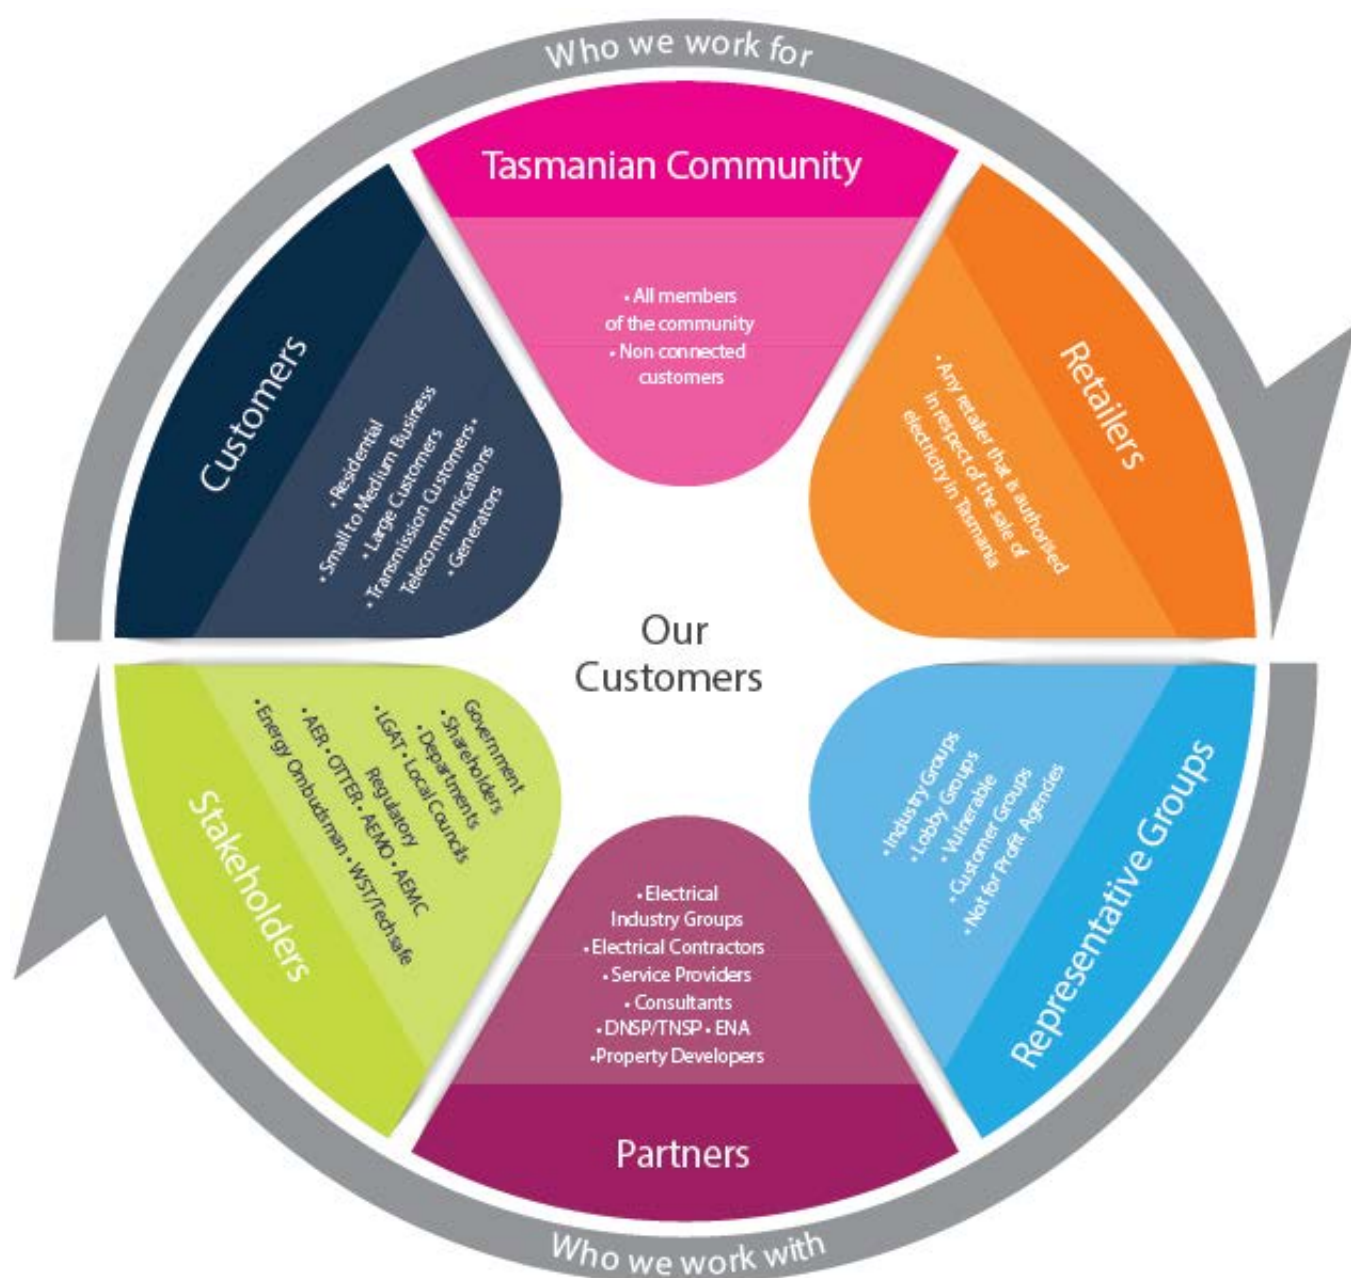 Who we work for
Tasmanian Community
• All members
of the community
• Non connected
customers
Retailers
• Any retailer that is authorised
in respect of the sale of
electricity in Tasmania
Customers
• Residential
• Small to Medium Business
• Large Customers
• Transmission Customers •
Telecommunications
• Generators
Our
Customers
Stakeholders
Government
• Shareholders
• Departments
• LGAT • Local Councils
Regulatory
• AER • OTTER • AEMO • AEMC
• Energy Ombudsman • WST/Techsafe
Representative Groups
• Industry Groups
• Lobby Groups
• Vulnerable
• Customer Groups
• Not for Profit Agencies
• Electrical
Industry Groups
• Electrical Contractors
• Service Providers
• Consultants
• DNSP/TNSP • ENA
•Property Developers
Partners
Who we work with